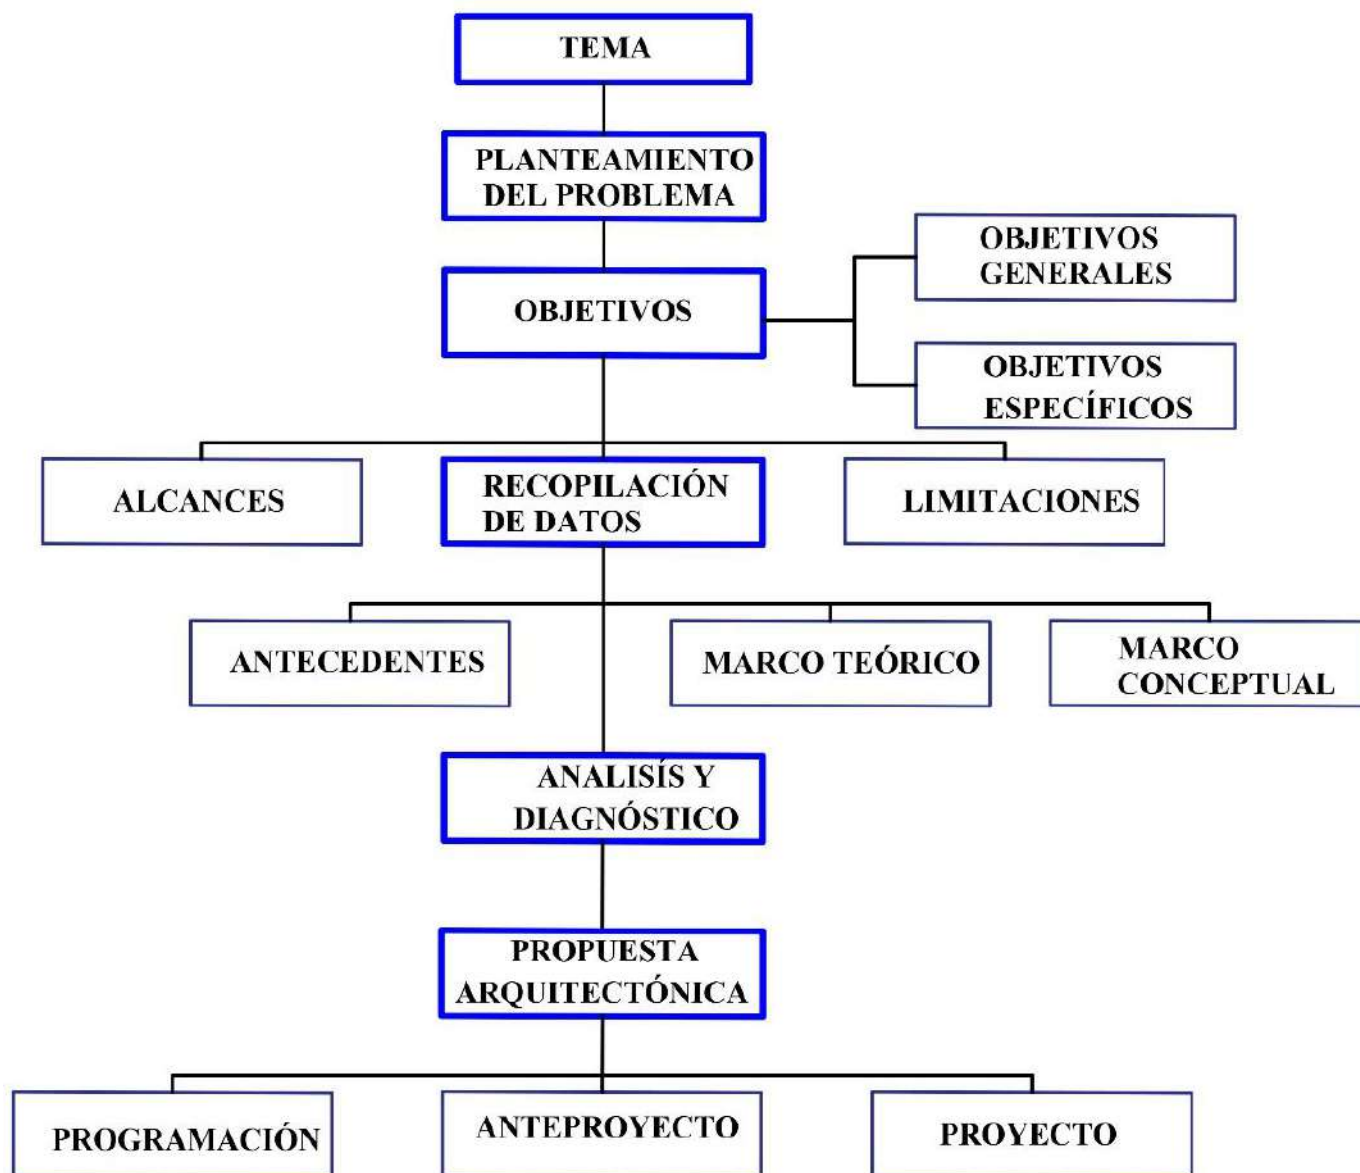 TEMA
PLANTEAMIENTO
DEL PROBLEMA
OBJETIVOS
OBJETIVOS
GENERALES
OBJETIVOS
ESPECÍFICOS
ALCANCES
RECOPILACIÓN
DE DATOS
LIMITACIONES
ANTECEDENTES
MARCO TEÓRICO
MARCO
CONCEPTUAL
ANALISÍS Y
DIAGNÓSTICO
PROPUESTA
ARQUITECTÓNICA
PROGRAMACIÓN
ANTEPROYECTO
PROYECTO